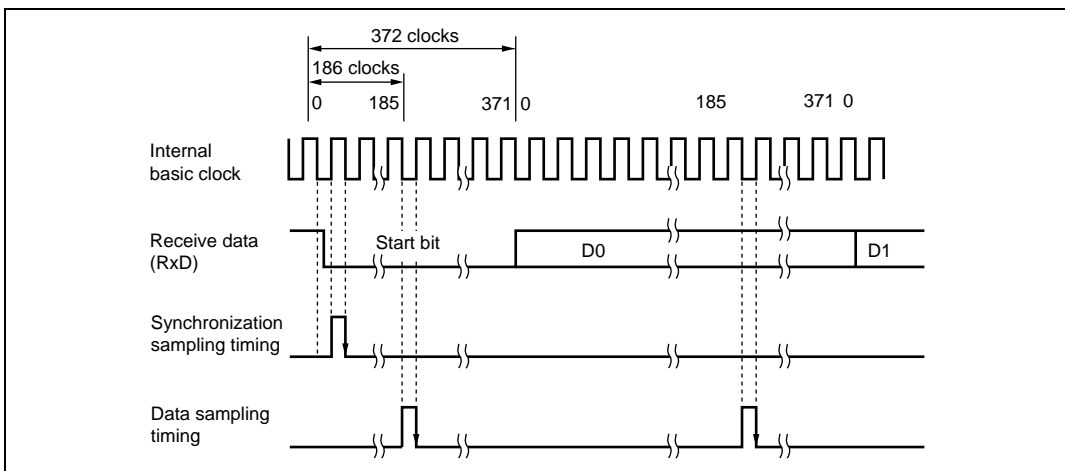 372 clocks
186 clocks
0 185 371 0 185 371 0
Internal
basic clock
Receive data
(RxD)
Start bit D0 D1
Synchronization
sampling timing
Data sampling
timing